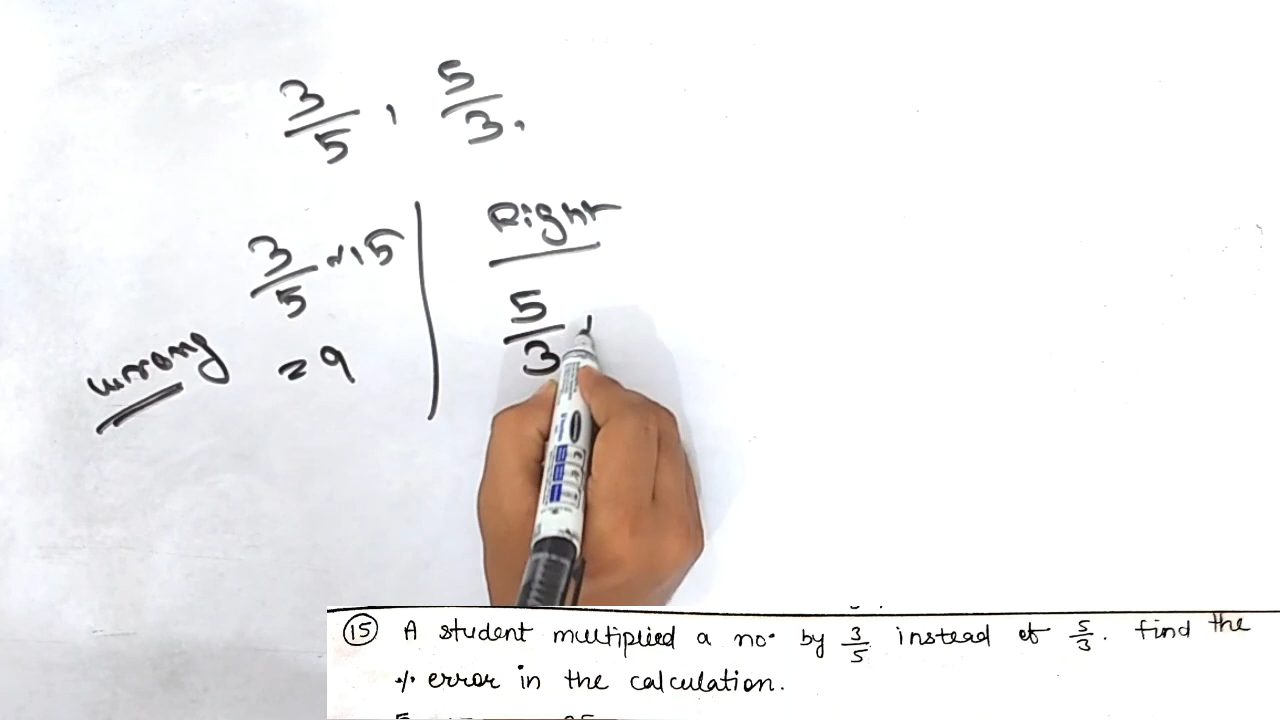 3/5 , 5/3.
3/5 × 15
= 9
wrong
Right
5/3
15 A student multiplied a no. by 3/5 instead of 5/3. find the
% error in the calculation.